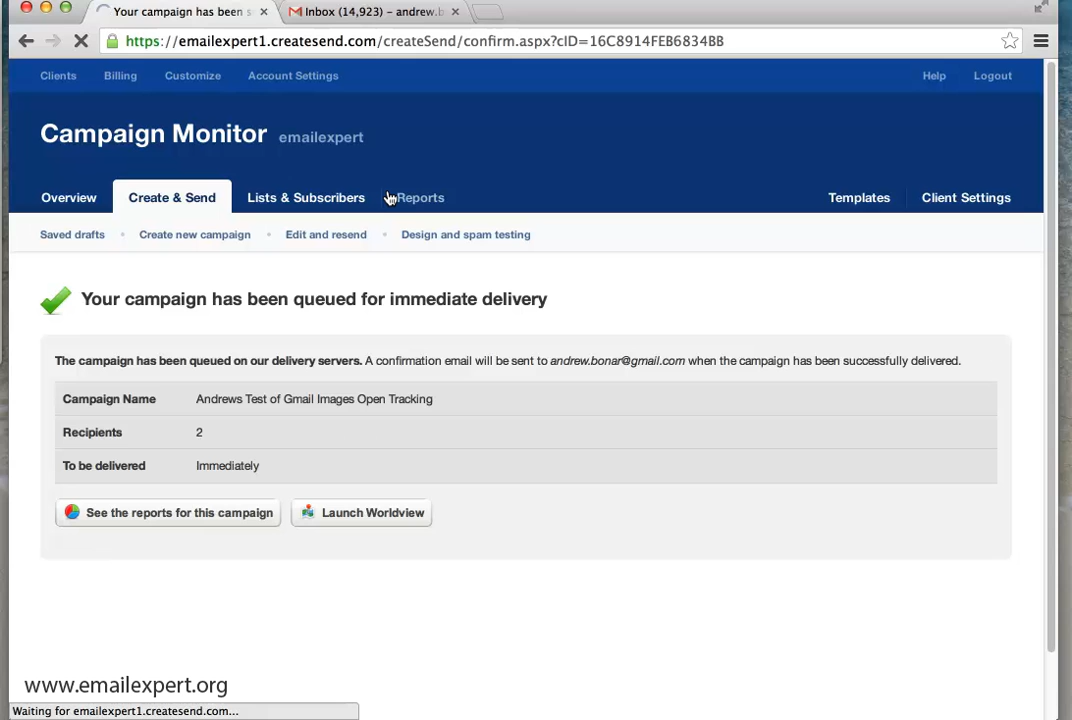 Your campaign has been s
Inbox (14,923) – andrew.b
https://emailexpert1.createsend.com/createSend/confirm.aspx?cID=16C8914FEB6834BB
Clients Billing Customize Account Settings Help Logout
Campaign Monitor emailexpert
Overview Create & Send Lists & Subscribers Reports Templates Client Settings
Saved drafts • Create new campaign • Edit and resend • Design and spam testing
Your campaign has been queued for immediate delivery
The campaign has been queued on our delivery servers. A confirmation email will be sent to andrew.bonar@gmail.com when the campaign has been successfully delivered.
Campaign Name Andrews Test of Gmail Images Open Tracking
Recipients 2
To be delivered Immediately
See the reports for this campaign Launch Worldview
www.emailexpert.org
Waiting for emailexpert1.createsend.com...